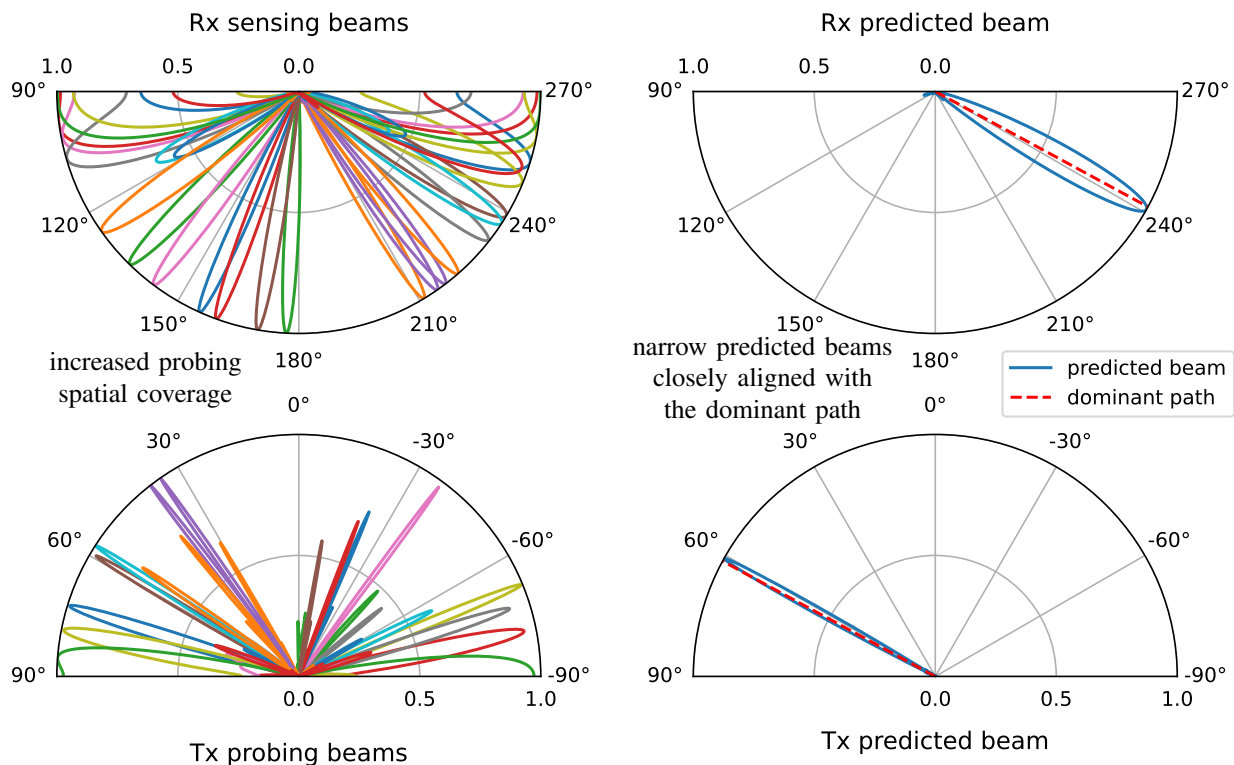 Rx sensing beams
1.0 0.5 0.0
90° 270°
120° 240°
150° 210°
180°
increased probing
spatial coverage
0°
30° -30°
60° -60°
90° -90°
0.0 0.5 1.0
Tx probing beams
Rx predicted beam
1.0 0.5 0.0
90° 270°
120° 240°
150° 210°
180°
narrow predicted beams
closely aligned with
the dominant path
predicted beam
dominant path
0°
30° -30°
60° -60°
90° -90°
0.0 0.5 1.0
Tx predicted beam